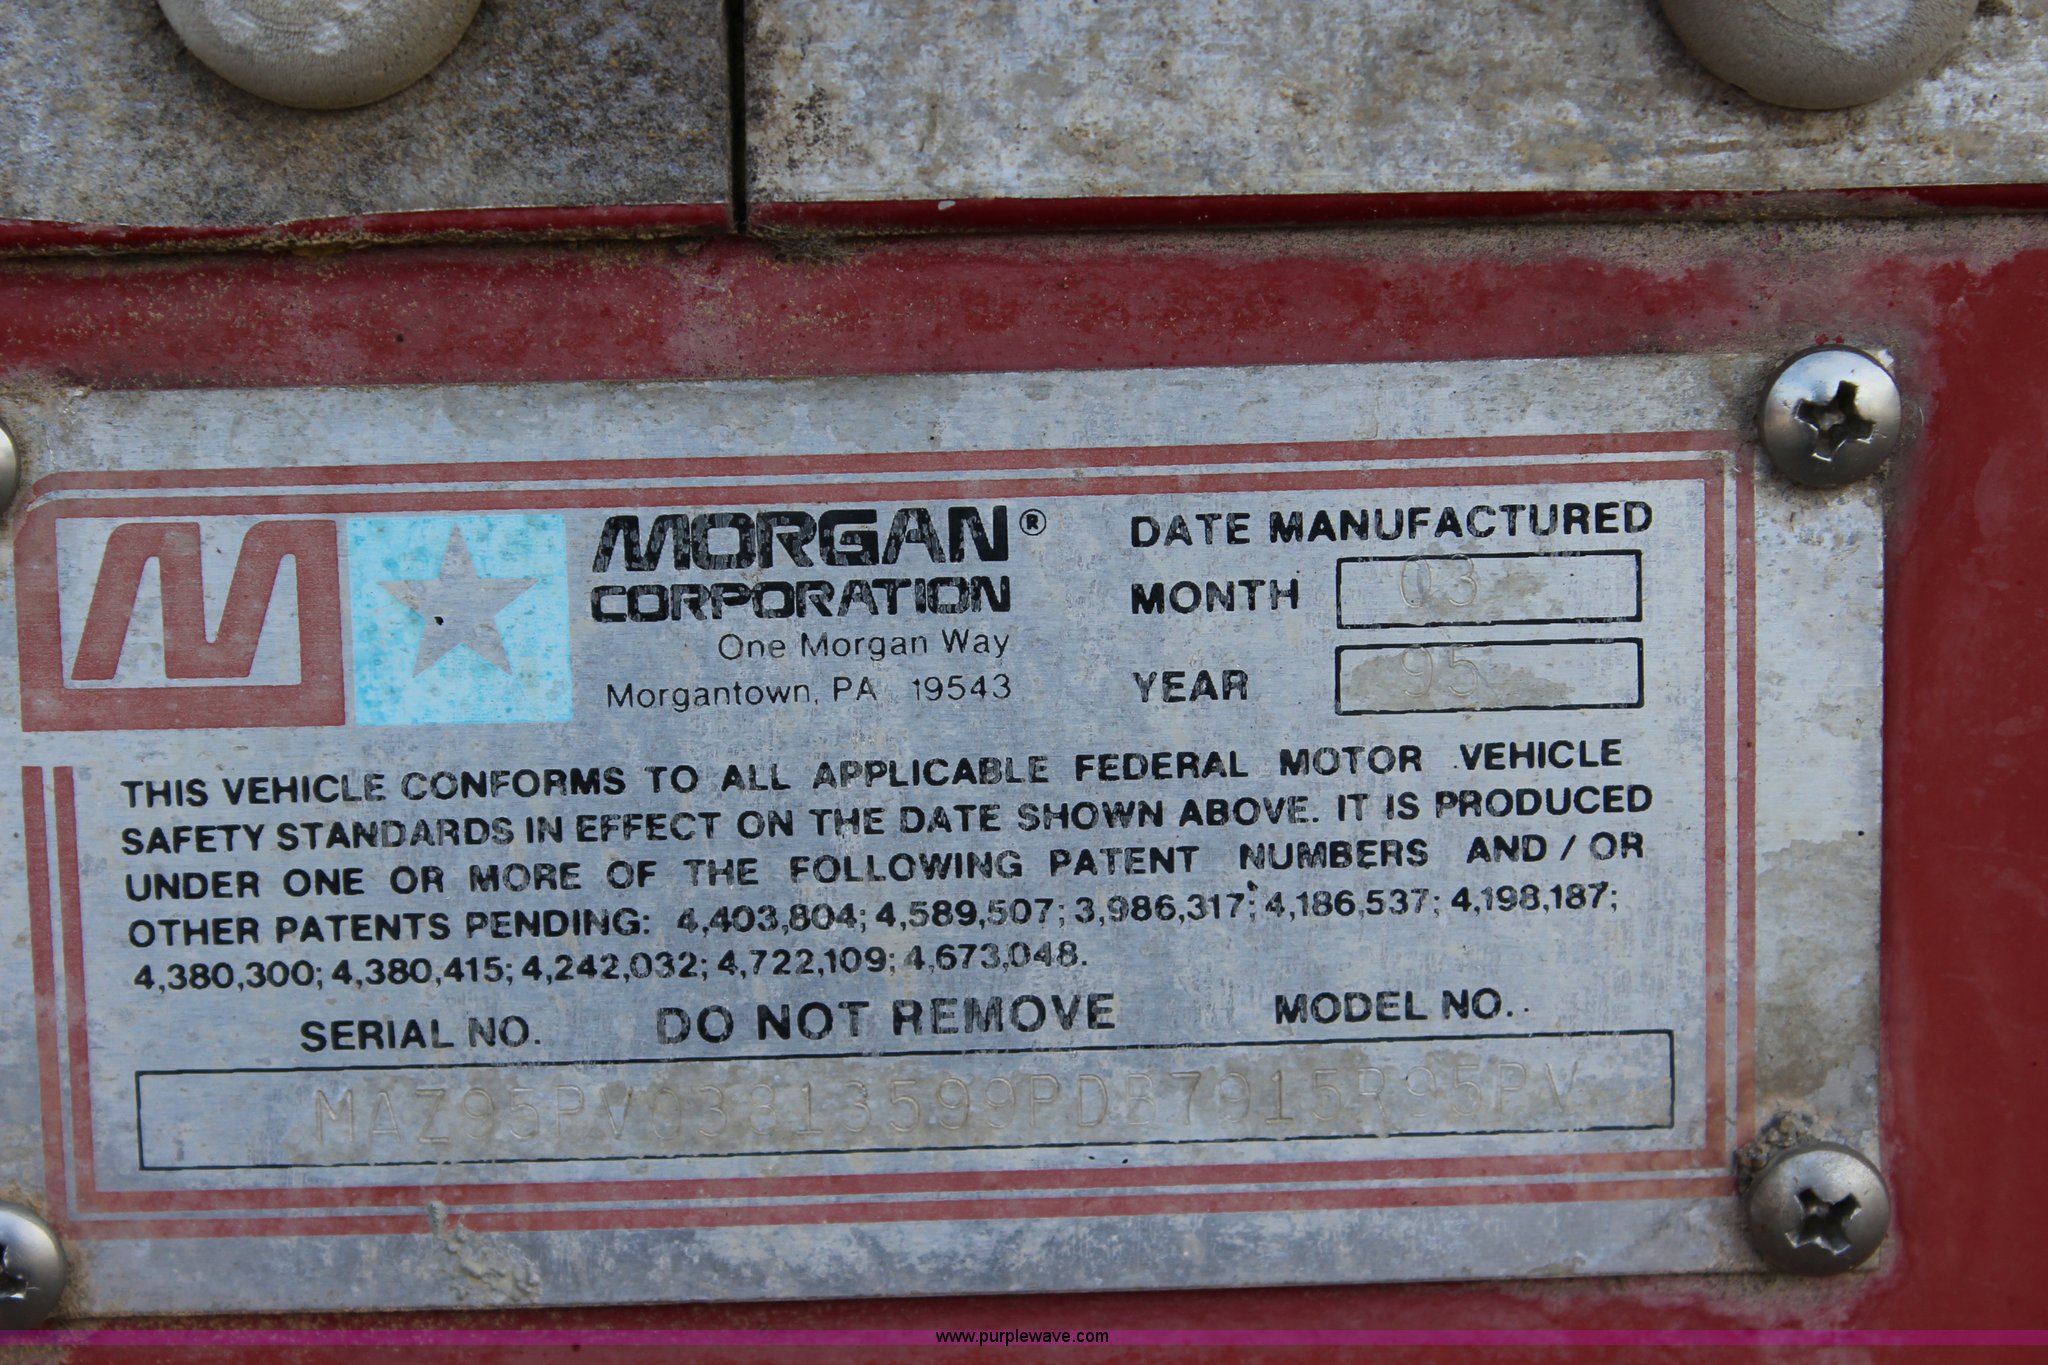 M
MORGAN®
CORPORATION
One Morgan Way
Morgantown, PA 19543
DATE MANUFACTURED
MONTH 03
YEAR 95
THIS VEHICLE CONFORMS TO ALL APPLICABLE FEDERAL MOTOR VEHICLE
SAFETY STANDARDS IN EFFECT ON THE DATE SHOWN ABOVE. IT IS PRODUCED
UNDER ONE OR MORE OF THE FOLLOWING PATENT NUMBERS AND / OR
OTHER PATENTS PENDING: 4,403,804; 4,589,507; 3,986,317; 4,186,537; 4,198,187;
4,380,300; 4,380,415; 4,242,032; 4,722,109; 4,673,048.
SERIAL NO. DO NOT REMOVE MODEL NO.
www.purplewave.com